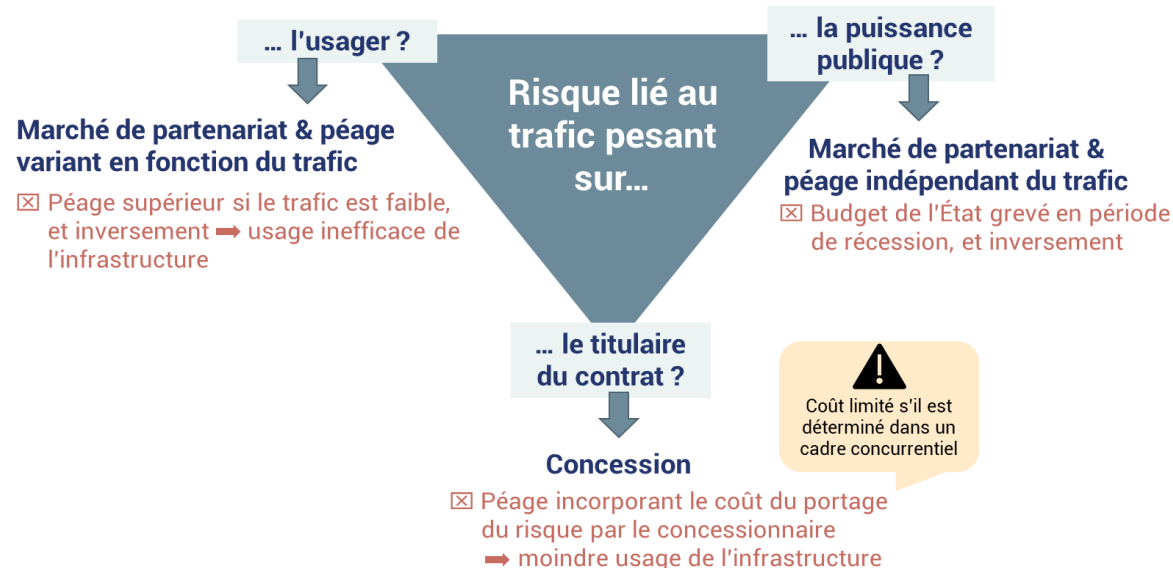 Risque lié au
trafic pesant
sur...
... l'usager ?
Marché de partenariat & péage
variant en fonction du trafic
☒ Péage supérieur si le trafic est faible,
et inversement ➡ usage inefficace de
l'infrastructure
... la puissance
publique ?
Marché de partenariat &
péage indépendant du trafic
☒ Budget de l'État grevé en période
de récession, et inversement
... le titulaire
du contrat ?
Concession
☒ Péage incorporant le coût du portage
du risque par le concessionnaire
➡ moindre usage de l'infrastructure
Coût limité s'il est
déterminé dans un
cadre concurrentiel